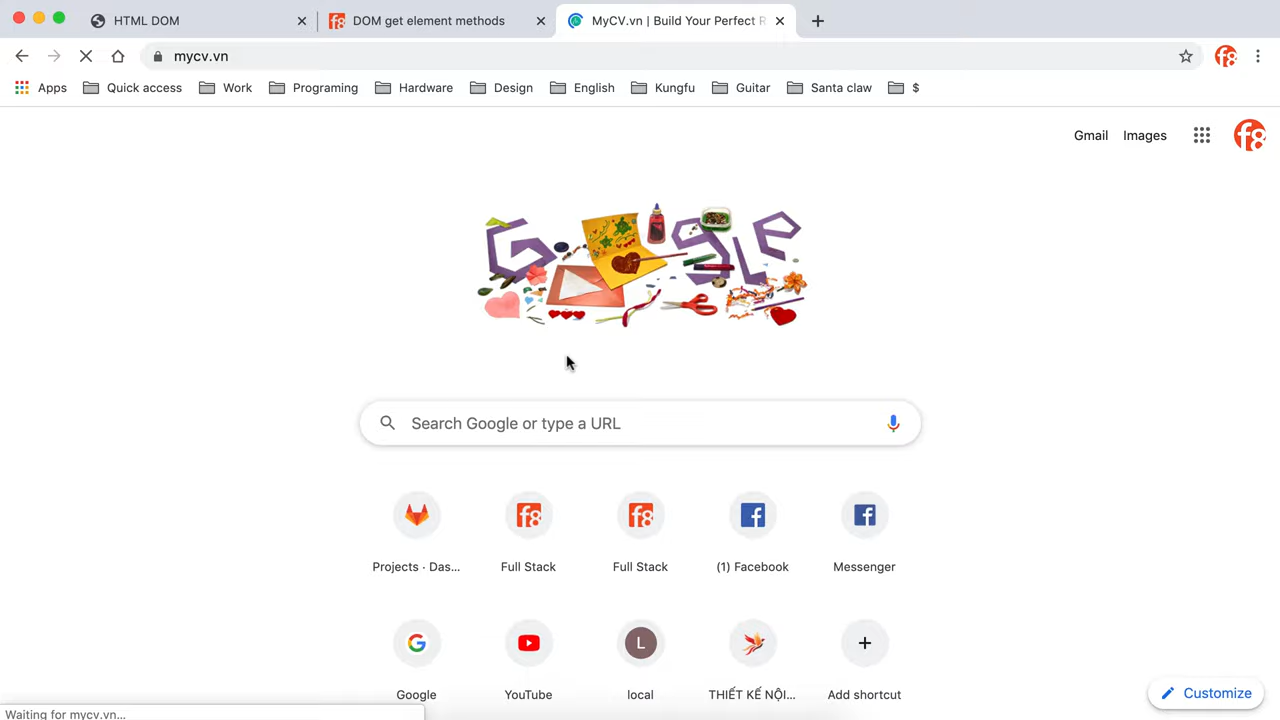 HTML DOM
DOM get element methods
MyCV.vn | Build Your Perfect R
mycv.vn
Apps Quick access Work Programing Hardware Design English Kungfu Guitar Santa claw $
Gmail Images
Search Google or type a URL
Projects · Das... Full Stack Full Stack (1) Facebook Messenger
L
Google YouTube local THIẾT KẾ NỘI... Add shortcut
Customize
Waiting for mycv.vn...